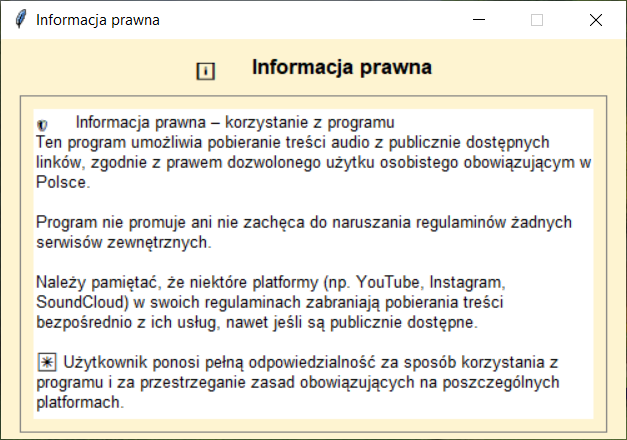 Informacja prawna
Informacja prawna
Informacja prawna – korzystanie z programu
Ten program umożliwia pobieranie treści audio z publicznie dostępnych
linków, zgodnie z prawem dozwolonego użytku osobistego obowiązującym w
Polsce.
Program nie promuje ani nie zachęca do naruszania regulaminów żadnych
serwisów zewnętrznych.
Należy pamiętać, że niektóre platformy (np. YouTube, Instagram,
SoundCloud) w swoich regulaminach zabraniają pobierania treści
bezpośrednio z ich usług, nawet jeśli są publicznie dostępne.
Użytkownik ponosi pełną odpowiedzialność za sposób korzystania z
programu i za przestrzeganie zasad obowiązujących na poszczególnych
platformach.